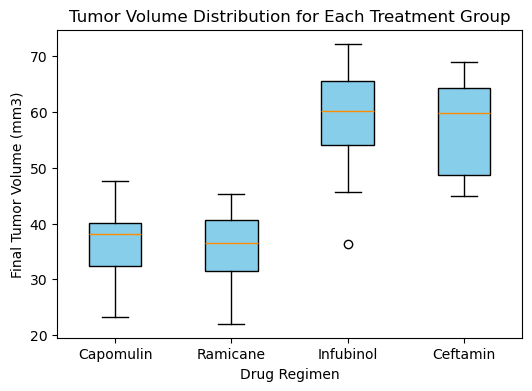 Tumor Volume Distribution for Each Treatment Group
Final Tumor Volume (mm3)
70
60
50
40
30
20
Capomulin Ramicane Infubinol Ceftamin
Drug Regimen